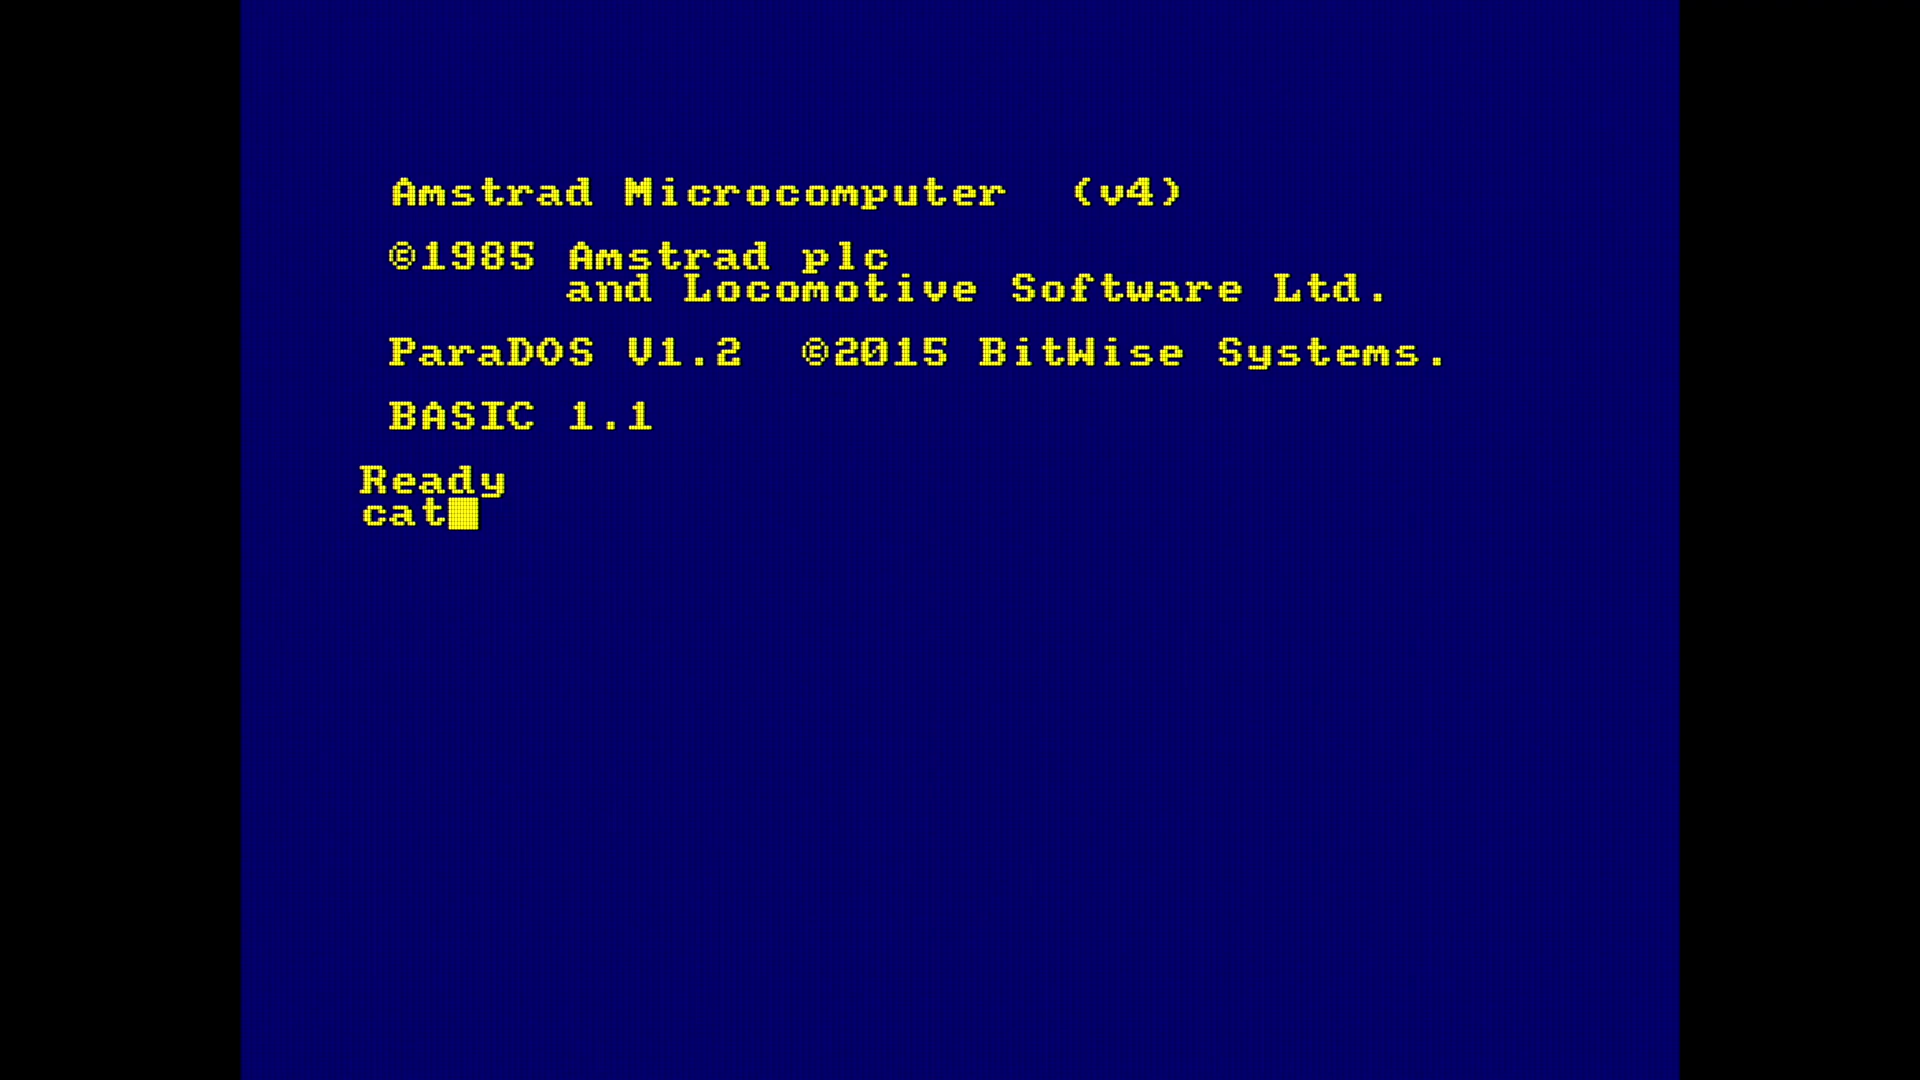 Amstrad Microcomputer (v4)
©1985 Amstrad plc
and Locomotive Software Ltd.
ParaDOS V1.2 ©2015 BitWise Systems.
BASIC 1.1
Ready
cat